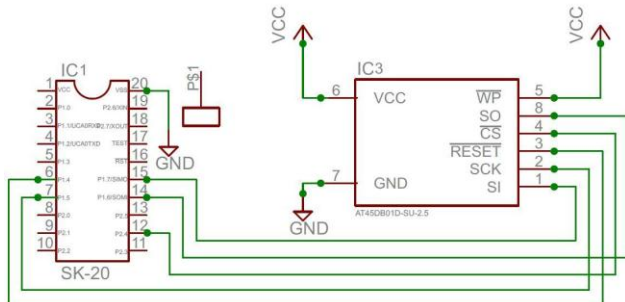 VCC
VCC
IC1
P$1
IC3
1 VCC VSS 20
2 P1.0 P2.6/XIN 19
3 P1.1/UCA0RXD P2.7/XOUT 18
4 P1.2/UCA0TXD TEST 17
5 P1.3 RST 16
6 P1.4 P1.7/SIMO 15
7 P1.5 P1.6/SOMI 14
8 P2.0 P2.5 13
9 P2.1 P2.4 12
10 P2.2 P2.3 11
SK-20
GND
6 VCC WP 5
SO 8
CS 4
RESET 3
SCK 2
7 GND SI 1
GND
AT45DB01D-SU-2.5